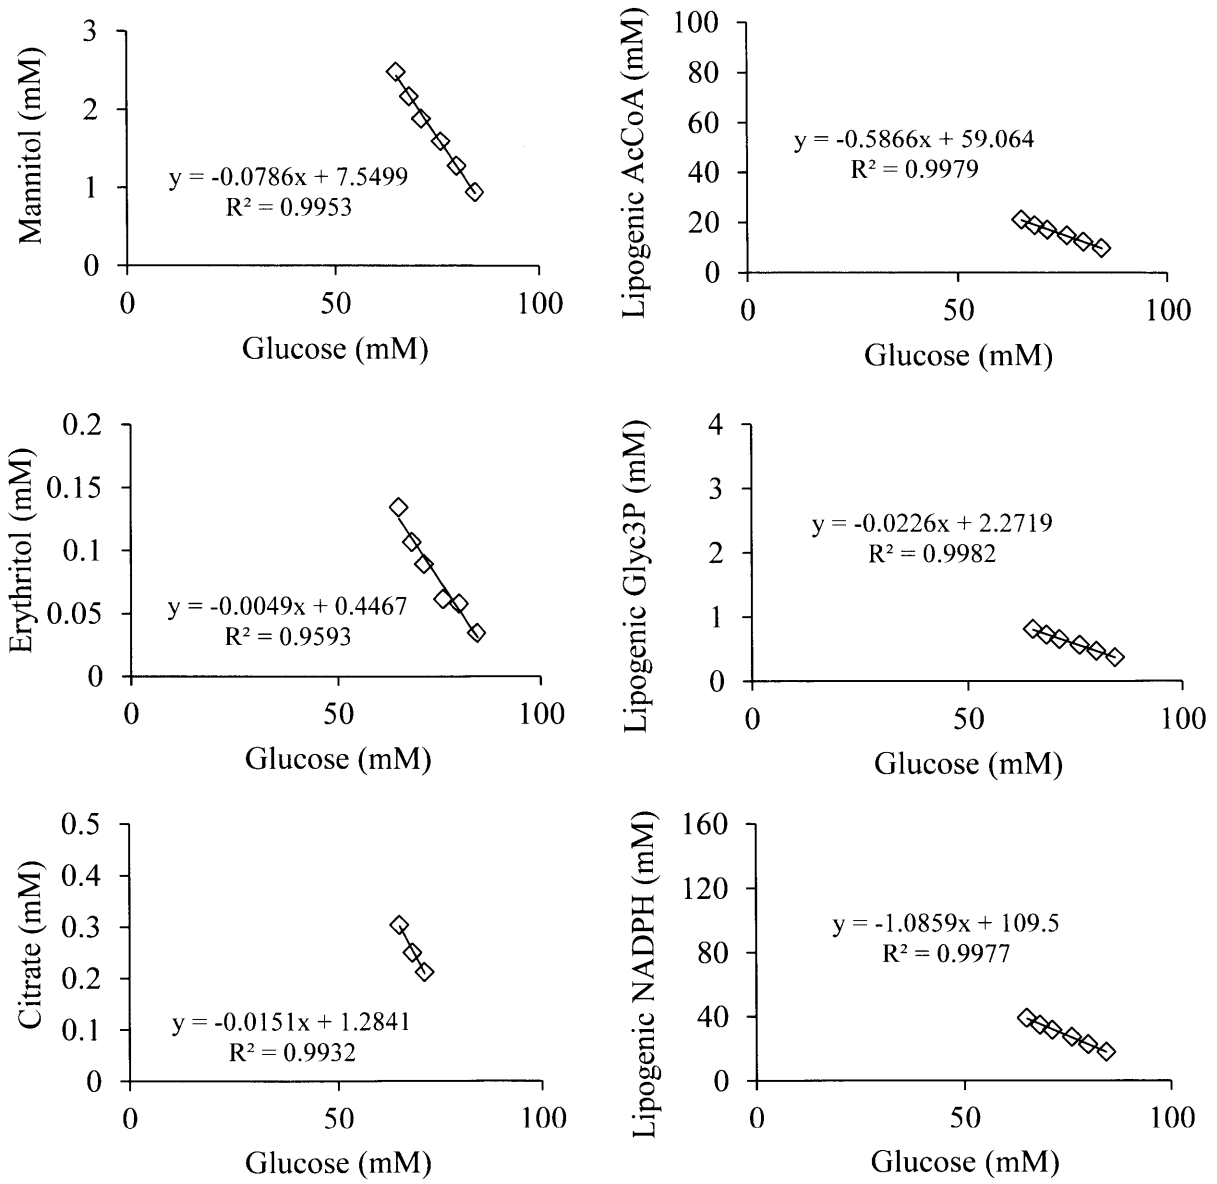 Mannitol (mM)
3
2
1
0
y = -0.0786x + 7.5499
R² = 0.9953
0
50
100
Glucose (mM)
Lipogenic AcCoA (mM)
100
80
60
40
20
0
y = -0.5866x + 59.064
R² = 0.9979
0
50
100
Glucose (mM)
Erythritol (mM)
0.2
0.15
0.1
0.05
0
y = -0.0049x + 0.4467
R² = 0.9593
0
50
100
Glucose (mM)
Lipogenic Glyc3P (mM)
4
3
2
1
0
y = -0.0226x + 2.2719
R² = 0.9982
0
50
100
Glucose (mM)
Citrate (mM)
0.5
0.4
0.3
0.2
0.1
0
y = -0.0151x + 1.2841
R² = 0.9932
0
50
100
Glucose (mM)
Lipogenic NADPH (mM)
160
120
80
40
0
y = -1.0859x + 109.5
R² = 0.9977
0
50
100
Glucose (mM)